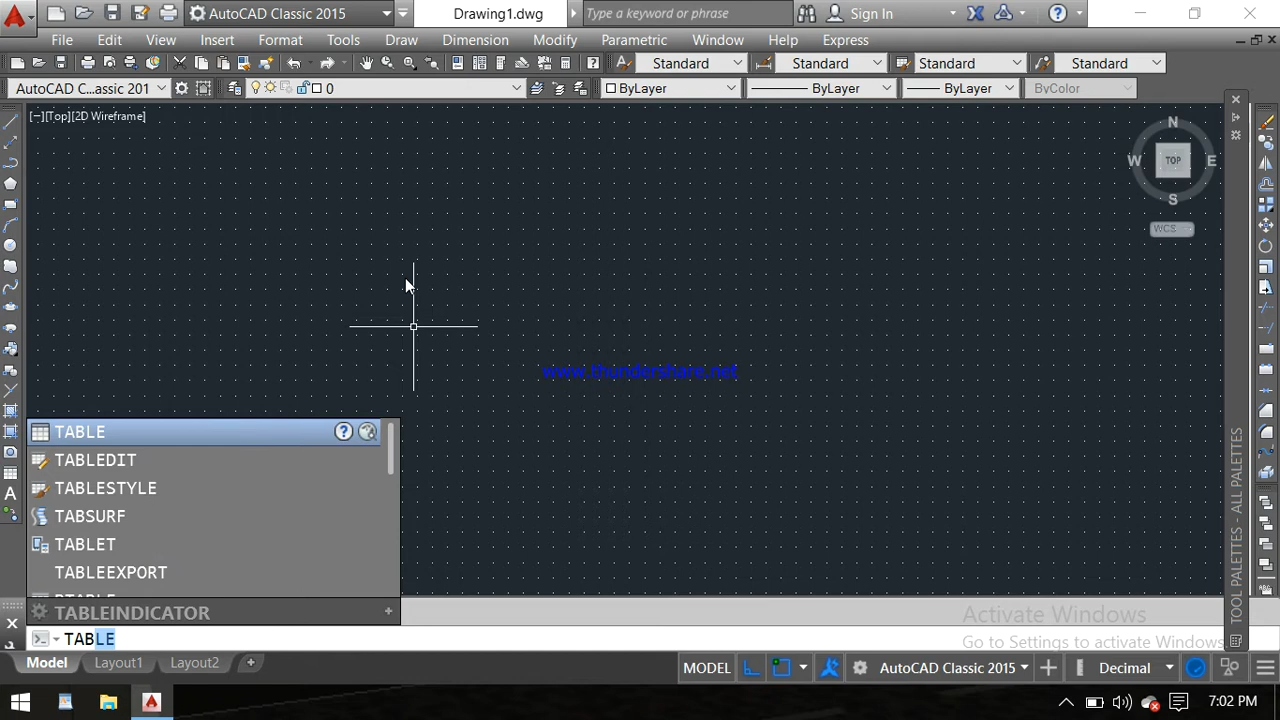 AutoCAD Classic 2015
Drawing1.dwg
Type a keyword or phrase
Sign In
File Edit View Insert Format Tools Draw Dimension Modify Parametric Window Help Express
Standard Standard Standard Standard
AutoCAD C...assic 201 0 ByLayer ByLayer ByLayer ByColor
[−][Top][2D Wireframe]
N
W TOP E
S
WCS
www.thundershare.net
TABLE
TABLEDIT
TABLESTYLE
TABSURF
TABLET
TABLEEXPORT
TABLEINDICATOR
TABLE
TOOL PALETTES - ALL PALETTES
Activate Windows
Go to Settings to activate Windows.
Model Layout1 Layout2
MODEL AutoCAD Classic 2015 Decimal
7:02 PM